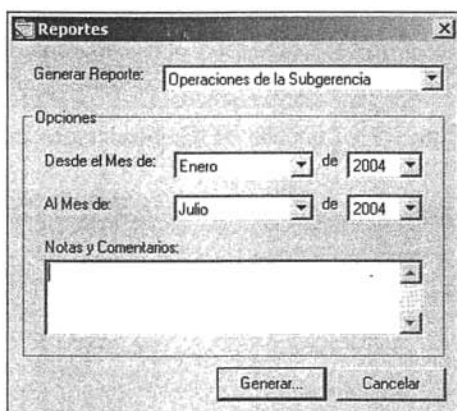 Reportes
Generar Reporte: Operaciones de la Subgerencia
Opciones
Desde el Mes de: Enero de 2004
Al Mes de: Julio de 2004
Notas y Comentarios:
Generar... Cancelar